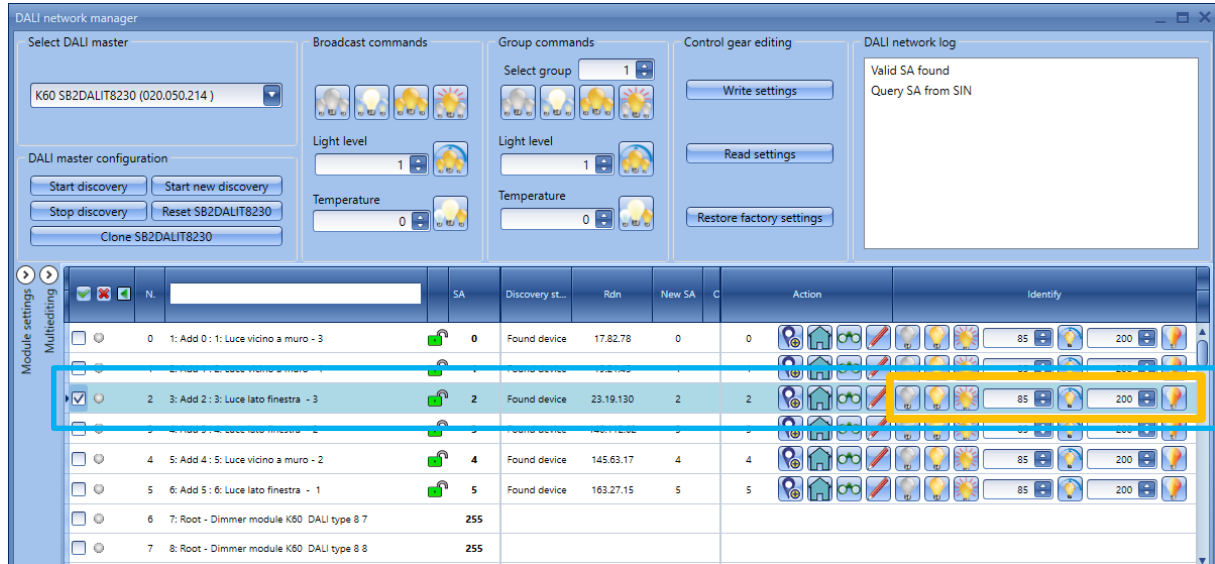 DALI network manager
Select DALI master
K60 SB2DALIT8230 (020.050.214 )
DALI master configuration
Start discovery
Start new discovery
Stop discovery
Reset SB2DALIT8230
Clone SB2DALIT8230
Broadcast commands
Light level
1
Temperature
0
Group commands
Select group
1
Light level
1
Temperature
0
Control gear editing
Write settings
Read settings
Restore factory settings
DALI network log
Valid SA found
Query SA from SIN
Module settings
Multiediting
N. SA Discovery st... Rdn New SA C Action Identify
0 1: Add 0 : 1: Luce vicino a muro - 3 0 Found device 17.82.78 0 0 85 200
2 3: Add 2 : 3: Luce lato finestra - 3 2 Found device 23.19.130 2 2 85 200
4 5: Add 4 : 5: Luce vicino a muro - 2 4 Found device 145.63.17 4 4 85 200
5 6: Add 5 : 6: Luce lato finestra - 1 5 Found device 163.27.15 5 5 85 200
6 7: Root - Dimmer module K60 DALI type 8 7 255
7 8: Root - Dimmer module K60 DALI type 8 8 255